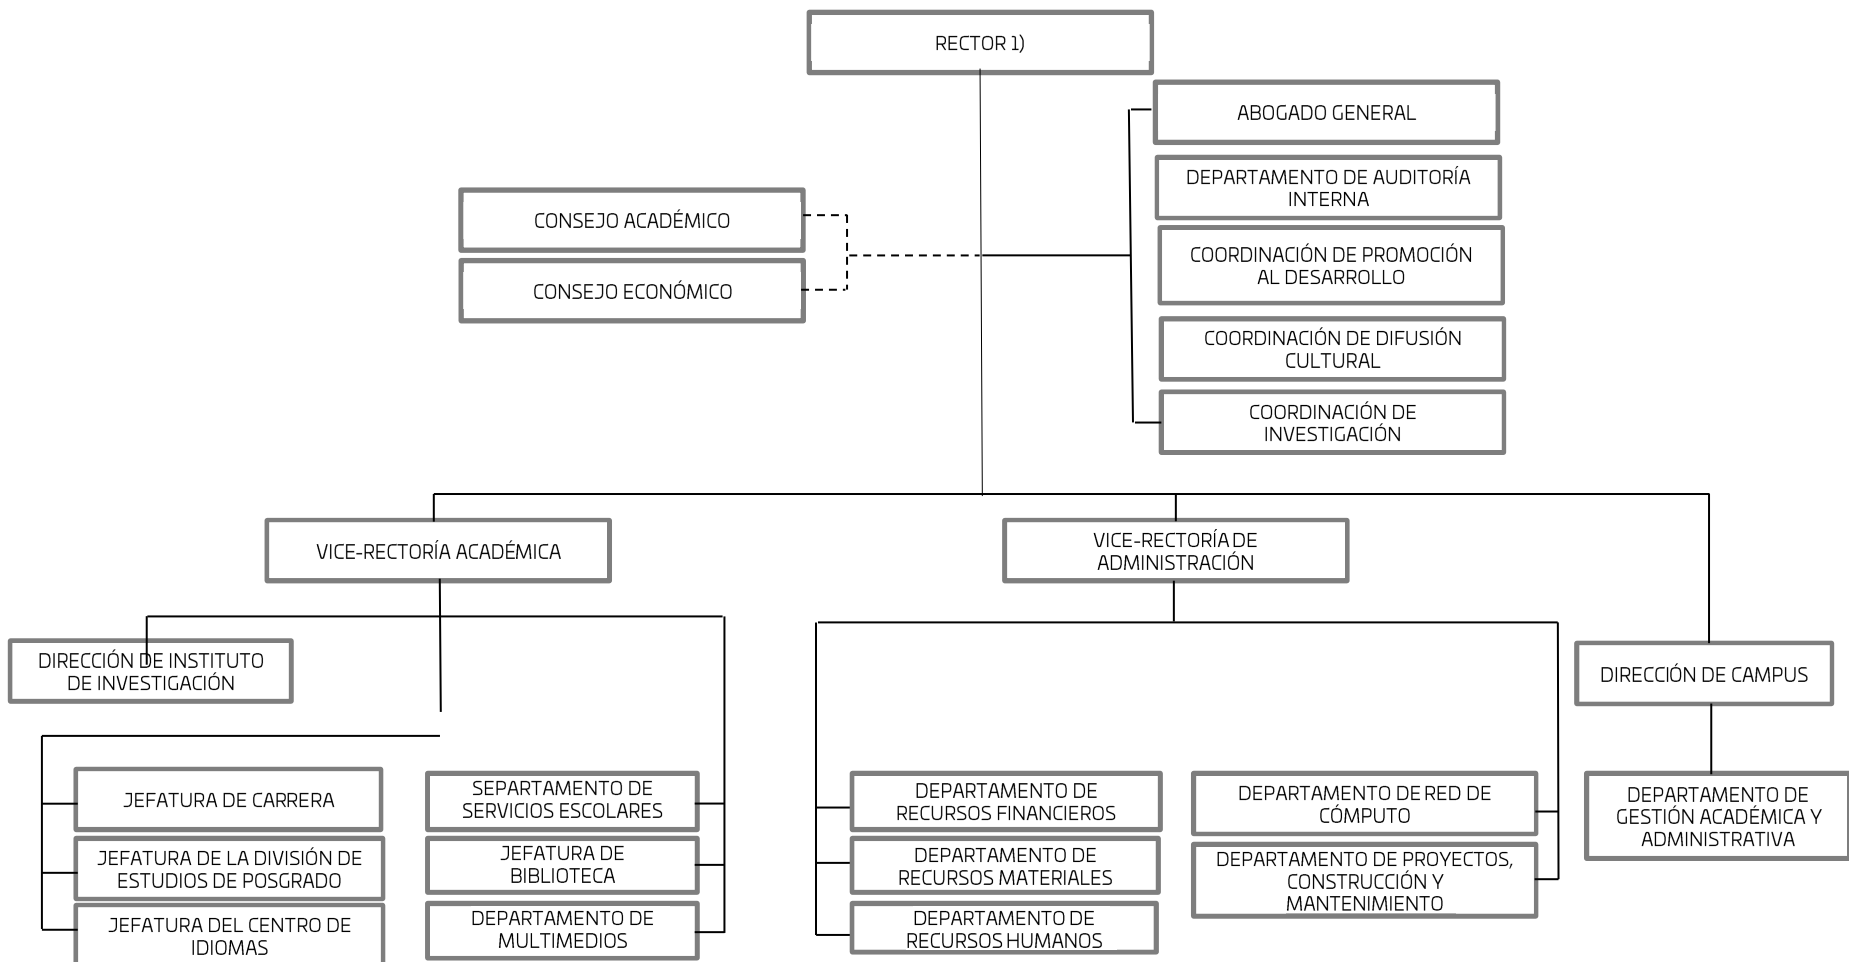 RECTOR 1)
ABOGADO GENERAL
DEPARTAMENTO DE AUDITORÍA
INTERNA
CONSEJO ACADÉMICO
COORDINACIÓN DE PROMOCIÓN
AL DESARROLLO
CONSEJO ECONÓMICO
COORDINACIÓN DE DIFUSIÓN
CULTURAL
COORDINACIÓN DE
INVESTIGACIÓN
VICE-RECTORÍA ACADÉMICA
VICE-RECTORÍA DE
ADMINISTRACIÓN
DIRECCIÓN DE INSTITUTO
DE INVESTIGACIÓN
DIRECCIÓN DE CAMPUS
JEFATURA DE CARRERA
JEFATURA DE LA DIVISIÓN DE
ESTUDIOS DE POSGRADO
JEFATURA DEL CENTRO DE
IDIOMAS
SEPARTAMENTO DE
SERVICIOS ESCOLARES
JEFATURA DE
BIBLIOTECA
DEPARTAMENTO DE
MULTIMEDIOS
DEPARTAMENTO DE
RECURSOS FINANCIEROS
DEPARTAMENTO DE
RECURSOS MATERIALES
DEPARTAMENTO DE
RECURSOS HUMANOS
DEPARTAMENTO DE RED DE
CÓMPUTO
DEPARTAMENTO DE PROYECTOS,
CONSTRUCCIÓN Y
MANTENIMIENTO
DEPARTAMENTO DE
GESTIÓN ACADÉMICA Y
ADMINISTRATIVA